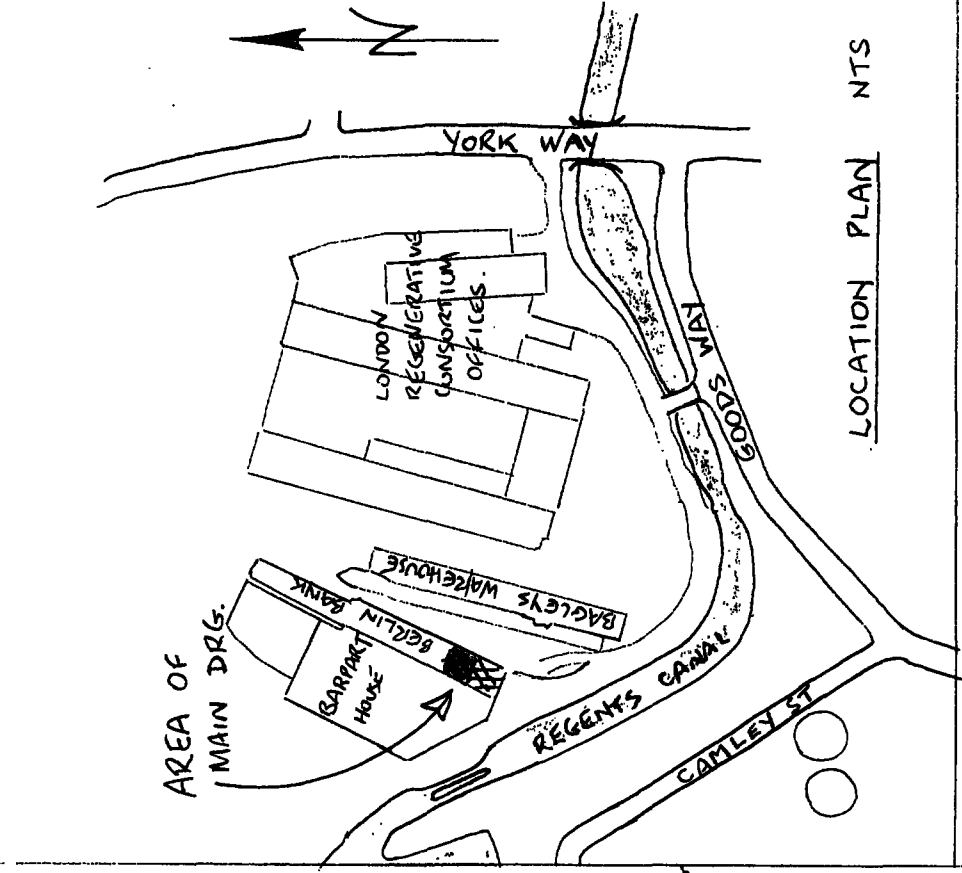 N
YORK WAY
LONDON
REGENERATIVE
CONSORTIUM
OFFICES.
GOODS WAY
LOCATION PLAN NTS
BAGLEYS WAREHOUSE
BERLIN BANK
BARPART
HOUSE
AREA OF
MAIN DRG.
REGENTS CANAL
CAMLEY ST